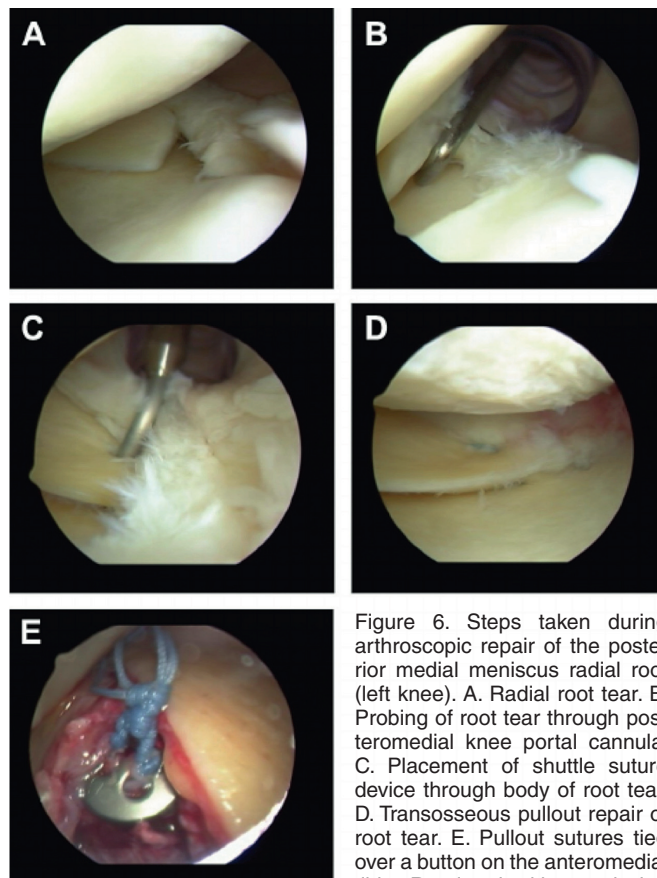 A
B
C
D
E
Figure 6. Steps taken during
arthroscopic repair of the poste
rior medial meniscus radial roo
(left knee). A. Radial root tear. B
Probing of root tear through pos
teromedial knee portal cannula
C. Placement of shuttle suture
device through body of root tea
D. Transosseous pullout repair o
root tear. E. Pullout sutures tie
over a button on the anteromedia